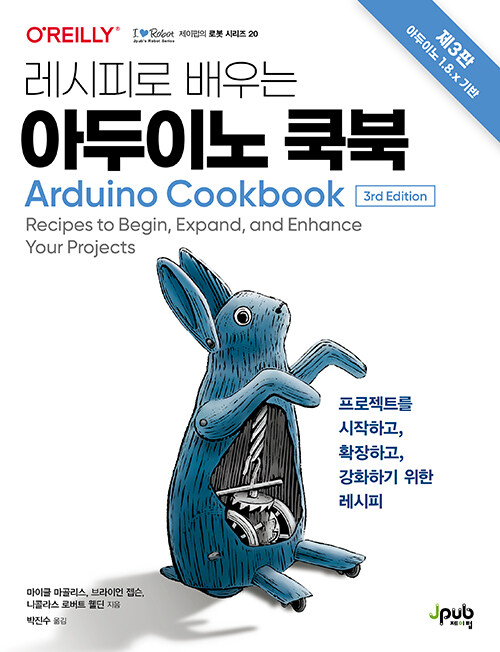 O'REILLY®
I ♥ Robot 제이펍의 로봇 시리즈 20
Jpub's Robot Series
제3판
아두이노 1.8.x 기반
레시피로 배우는
아두이노 쿡북
Arduino Cookbook 3rd Edition
Recipes to Begin, Expand, and Enhance
Your Projects
프로젝트를
시작하고,
확장하고,
강화하기 위한
레시피
마이클 마골리스, 브라이언 젭슨,
니콜라스 로버트 웰딘 지음
박진수 옮김
Jpub
제이펍